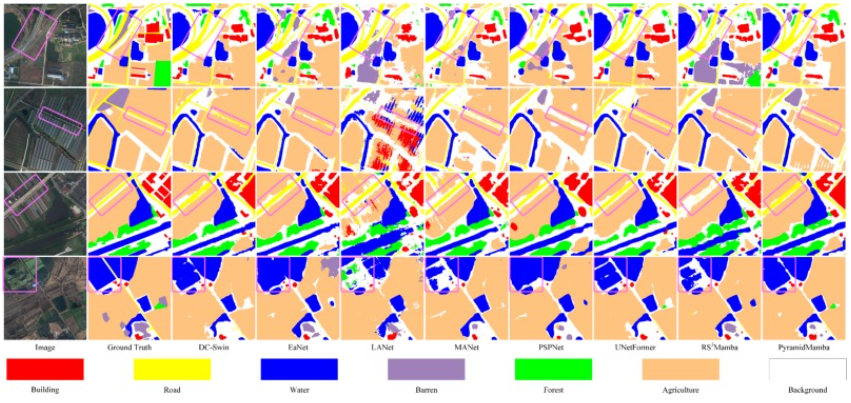 Image Ground Truth DC-Swin EaNet LANet MANet PSPNet UNetFormer RS³Mamba PyramidMamba
Building Road Water Barren Forest Agriculture Background